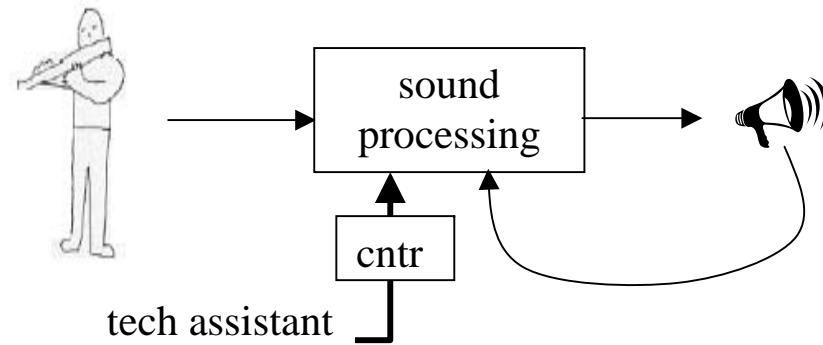 sound
processing
cntr
tech assistant